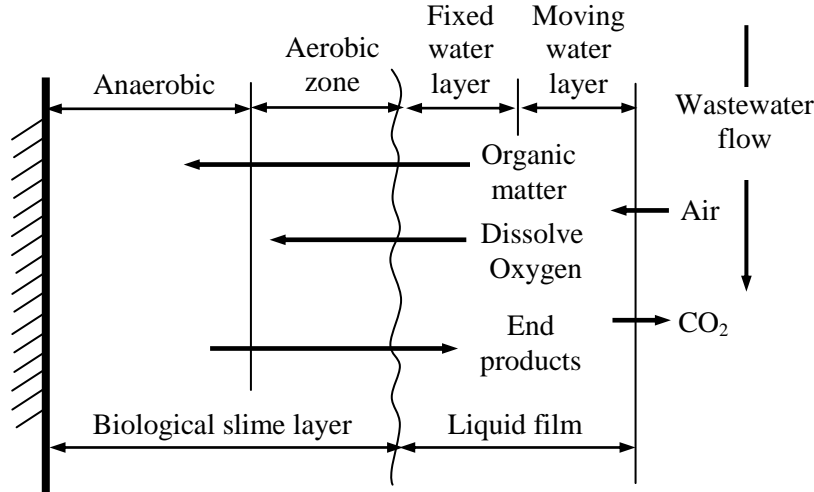 Anaerobic
Aerobic
zone
Fixed
water
layer
Moving
water
layer
Wastewater
flow
Organic
matter
Air
Dissolve
Oxygen
CO₂
End
products
Biological slime layer
Liquid film